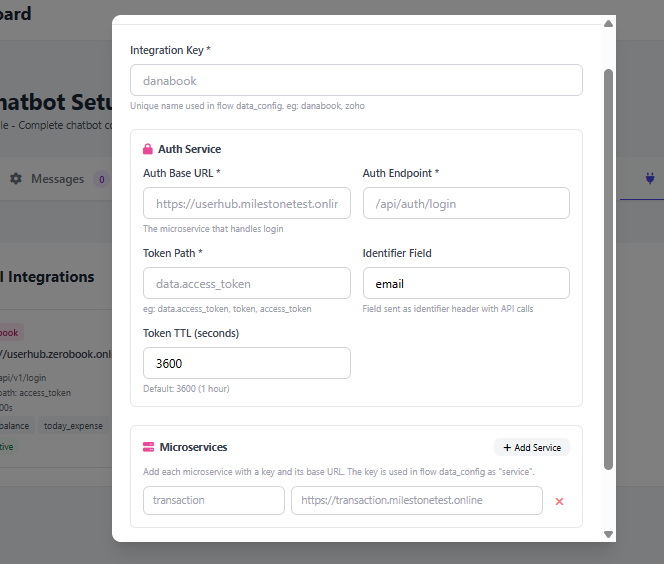 oard
Integration Key *
danabook
Unique name used in flow data_config. eg: danabook, zoho
hatbot Setu
le - Complete chatbot co
Messages 0
Auth Service
Auth Base URL * Auth Endpoint *
https://userhub.milestonetest.onlin /api/auth/login
The microservice that handles login
Token Path * Identifier Field
data.access_token email
eg: data.access_token, token, access_token Field sent as identifier header with API calls
Token TTL (seconds)
3600
Default: 3600 (1 hour)
I Integrations
ook
//userhub.zerobook.onl
api/v1/login
path: access_token
00s
balance today_expense
tive
Microservices + Add Service
Add each microservice with a key and its base URL. The key is used in flow data_config as "service".
transaction https://transaction.milestonetest.online